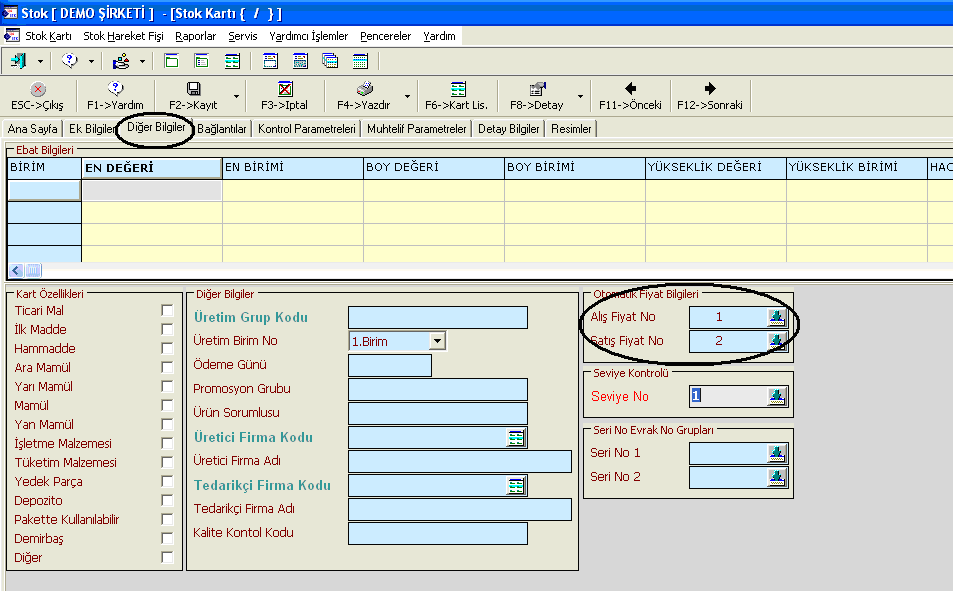 Stok [ DEMO ŞİRKETİ ] - [Stok Kartı { / } ]
Stok Kartı Stok Hareket Fişi Raporlar Servis Yardımcı İşlemler Pencereler Yardım
ESC->Çıkış F1->Yardım F2->Kayıt F3->İptal F4->Yazdır F6->Kart Lis. F8->Detay F11->Önceki F12->Sonraki
Ana Sayfa Ek Bilgiler Diğer Bilgiler Bağlantılar Kontrol Parametreleri Muhtelif Parametreler Detay Bilgiler Resimler
Ebat Bilgileri
BİRİM EN DEĞERİ EN BİRİMİ BOY DEĞERİ BOY BİRİMİ YÜKSEKLİK DEĞERİ YÜKSEKLİK BİRİMİ HAC
Kart Özellikleri
Ticari Mal
İlk Madde
Hammadde
Ara Mamül
Yarı Mamül
Mamül
Yan Mamül
İşletme Malzemesi
Tüketim Malzemesi
Yedek Parça
Depozito
Pakette Kullanılabilir
Demirbaş
Diğer
Diğer Bilgiler
Üretim Grup Kodu
Üretim Birim No 1.Birim
Ödeme Günü
Promosyon Grubu
Ürün Sorumlusu
Üretici Firma Kodu
Üretici Firma Adı
Tedarikçi Firma Kodu
Tedarikçi Firma Adı
Kalite Kontol Kodu
Otomatik Fiyat Bilgileri
Alış Fiyat No 1
Satış Fiyat No 2
Seviye Kontrolü
Seviye No 1
Seri No Evrak No Grupları
Seri No 1
Seri No 2